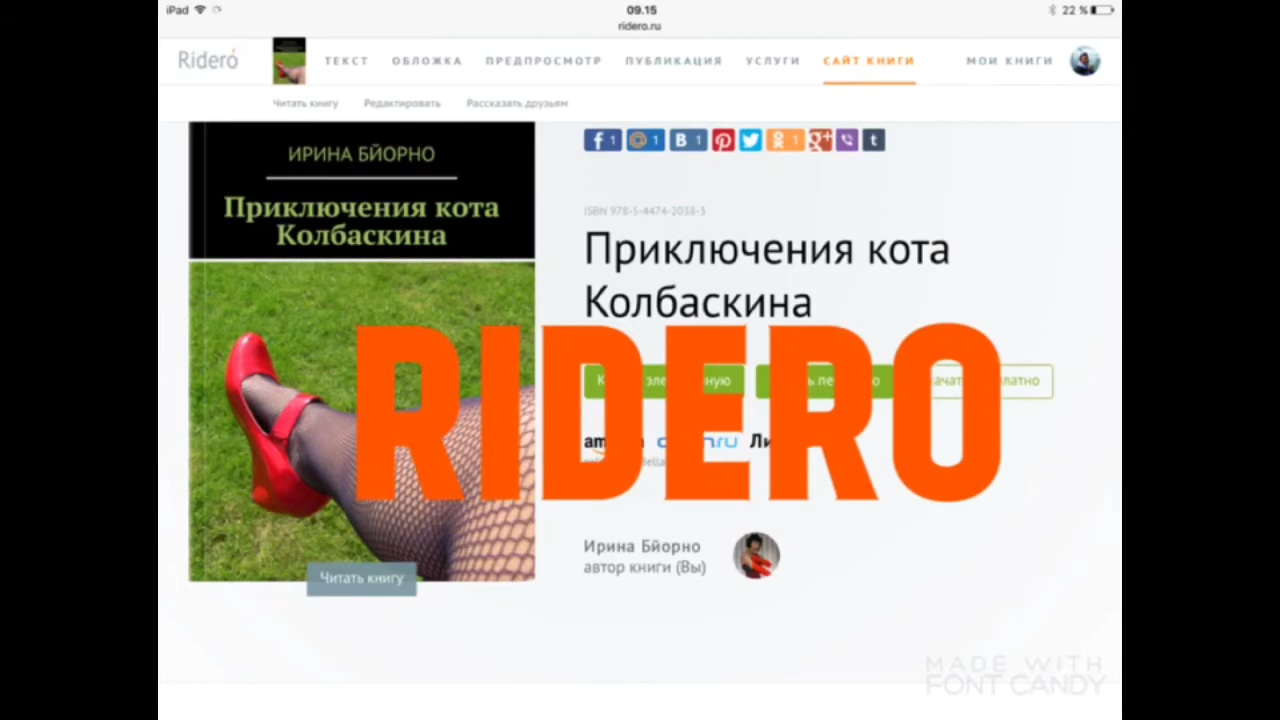 iPad
09.15
22 %
ridero.ru
Ridero
ТЕКСТ ОБЛОЖКА ПРЕДПРОСМОТР ПУБЛИКАЦИЯ УСЛУГИ САЙТ КНИГИ МОИ КНИГИ
Читать книгу Редактировать Рассказать друзьям
1 1 В 1 1 g+ t
ИРИНА БЙОРНО
Приключения кота
Колбаскина
Читать книгу
ISBN 978-5-4474-2038-3
Приключения кота
Колбаскина
RIDERO
Ирина Бйорно
автор книги (Вы)
MADE WITH
FONT CANDY